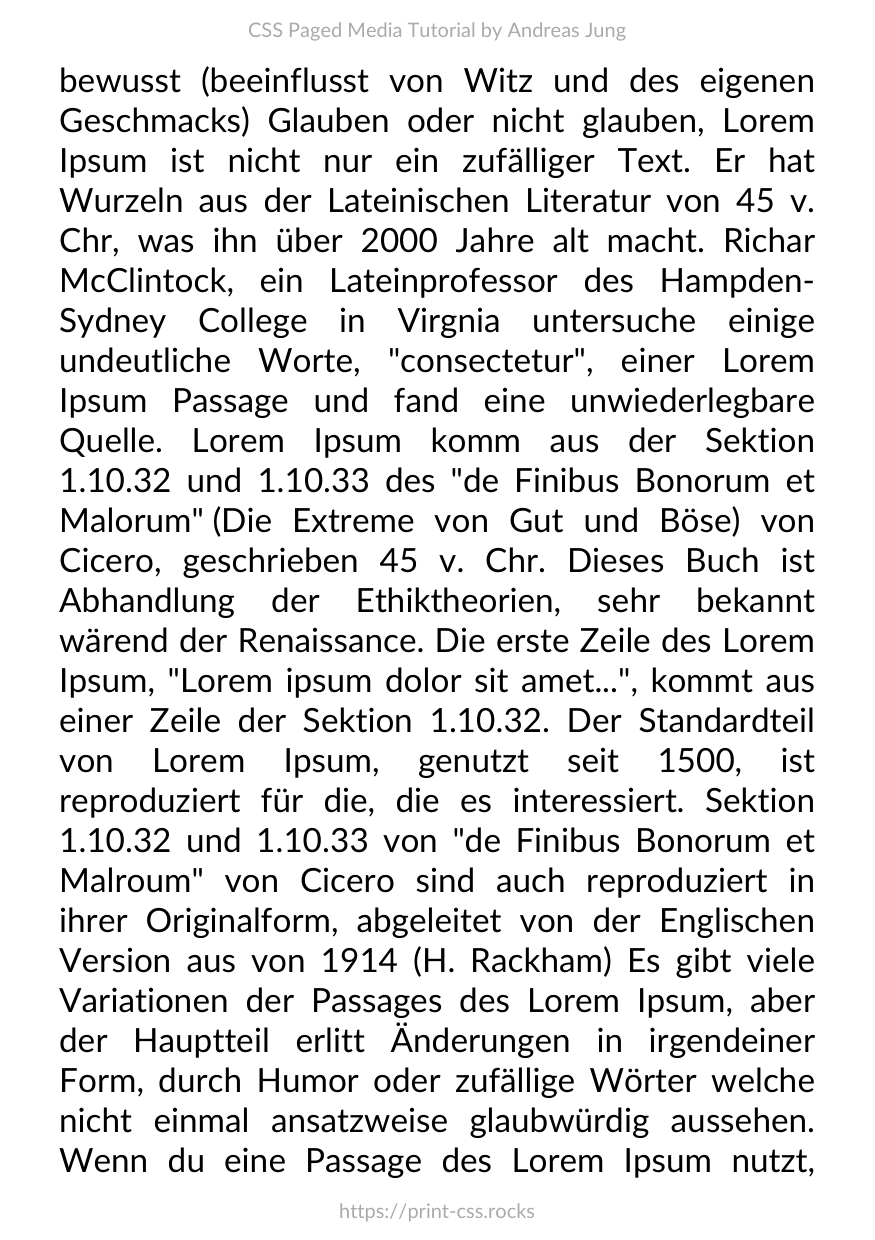 CSS Paged Media Tutorial by Andreas Jung
bewusst (beeinflusst von Witz und des eigenen
Geschmacks) Glauben oder nicht glauben, Lorem
Ipsum ist nicht nur ein zufälliger Text. Er hat
Wurzeln aus der Lateinischen Literatur von 45 v.
Chr, was ihn über 2000 Jahre alt macht. Richar
McClintock, ein Lateinprofessor des Hampden-
Sydney College in Virgnia untersuche einige
undeutliche Worte, "consectetur", einer Lorem
Ipsum Passage und fand eine unwiederlegbare
Quelle. Lorem Ipsum komm aus der Sektion
1.10.32 und 1.10.33 des "de Finibus Bonorum et
Malorum" (Die Extreme von Gut und Böse) von
Cicero, geschrieben 45 v. Chr. Dieses Buch ist
Abhandlung der Ethiktheorien, sehr bekannt
wärend der Renaissance. Die erste Zeile des Lorem
Ipsum, "Lorem ipsum dolor sit amet...", kommt aus
einer Zeile der Sektion 1.10.32. Der Standardteil
von Lorem Ipsum, genutzt seit 1500, ist
reproduziert für die, die es interessiert. Sektion
1.10.32 und 1.10.33 von "de Finibus Bonorum et
Malroum" von Cicero sind auch reproduziert in
ihrer Originalform, abgeleitet von der Englischen
Version aus von 1914 (H. Rackham) Es gibt viele
Variationen der Passages des Lorem Ipsum, aber
der Hauptteil erlitt Änderungen in irgendeiner
Form, durch Humor oder zufällige Wörter welche
nicht einmal ansatzweise glaubwürdig aussehen.
Wenn du eine Passage des Lorem Ipsum nutzt,
https://print-css.rocks